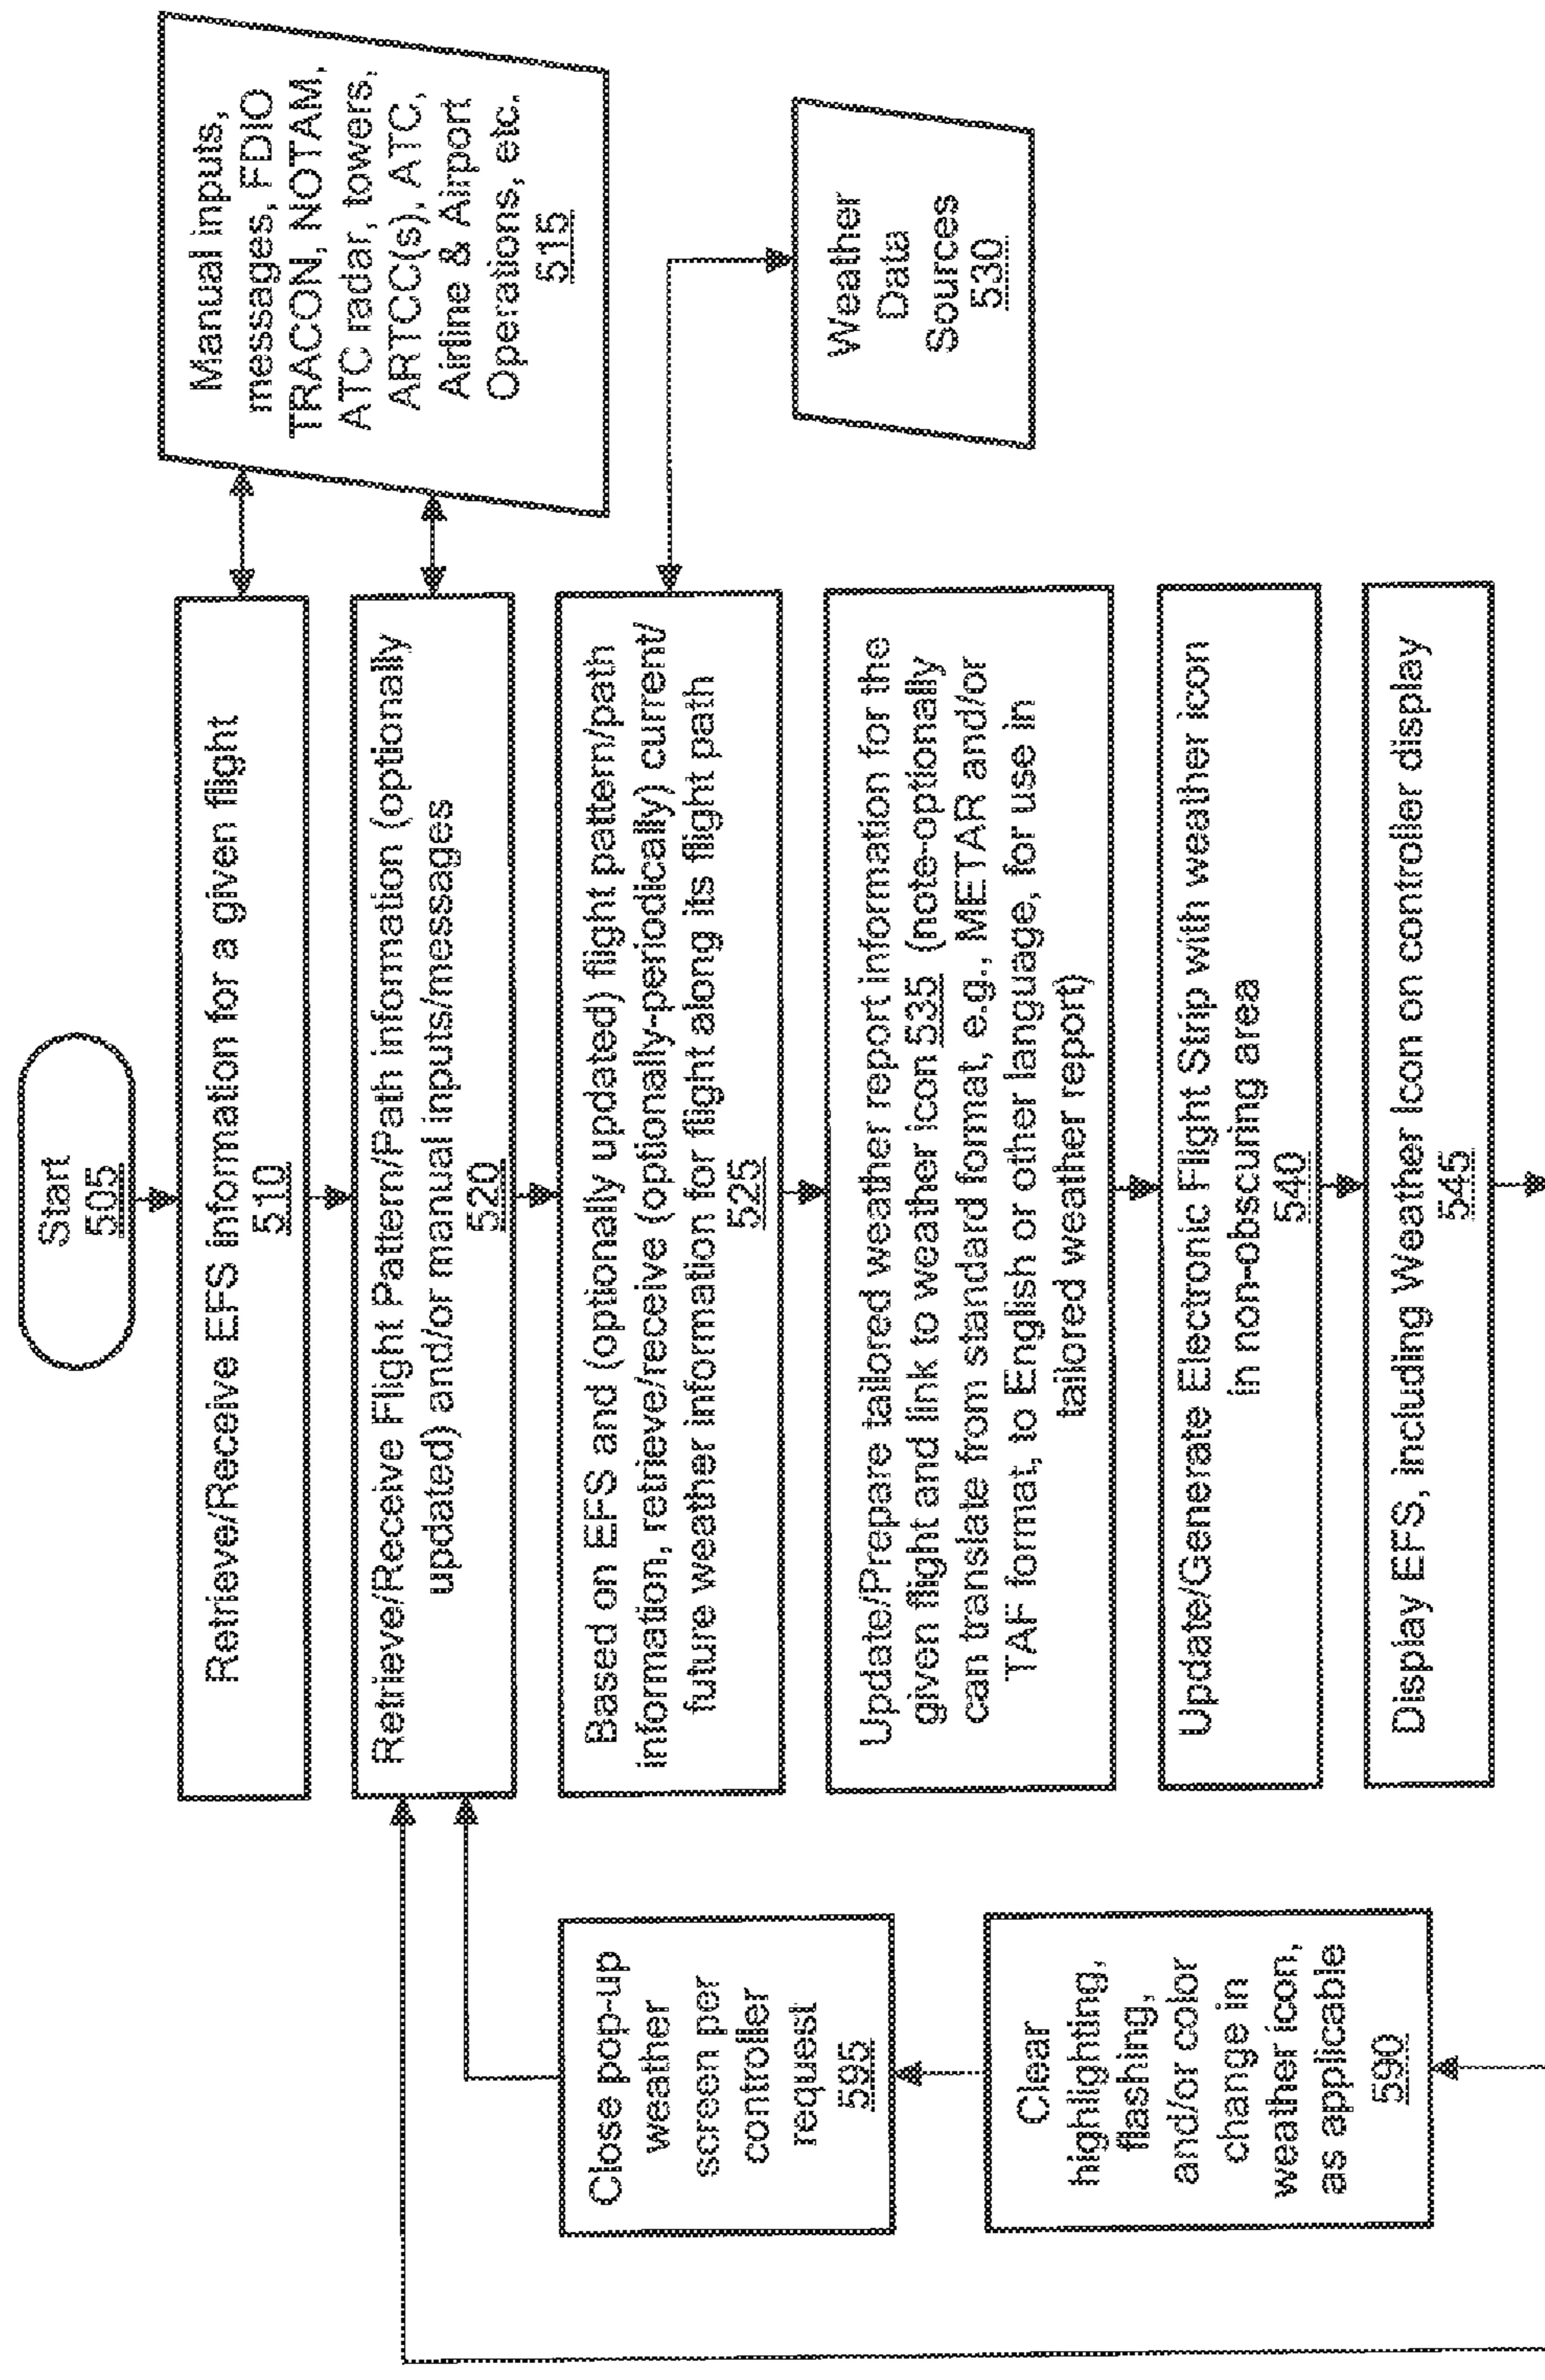 Start
505
Retrieve/Receive EFS information for a given flight
510
Manual inputs,
messages, FDIO
TRACON, NOTAM,
ATC radar, towers,
ARTCC(s), ATC,
Airline & Airport
Operations, etc.
515
Retrieve/Receive Flight Pattern/Path information (optionally
updated) and/or manual inputs/messages
520
Based on EFS and (optionally updated) flight pattern/path
information, retrieve/receive (optionally-periodically) current/
future weather information for flight along its flight path
525
Weather
Data
Sources
530
Update/Prepare tailored weather report information for the
given flight and link to weather icon 535 (note-optionally
can translate from standard format, e.g., METAR and/or
TAF format, to English or other language, for use in
tailored weather report)
Update/Generate Electronic Flight Strip with weather icon
in non-obscuring area
540
Display EFS, including Weather Icon on controller display
545
Close pop-up
weather
screen per
controller
request
595
Clear
highlighting,
flashing,
and/or color
change in
weather icon,
as applicable
590